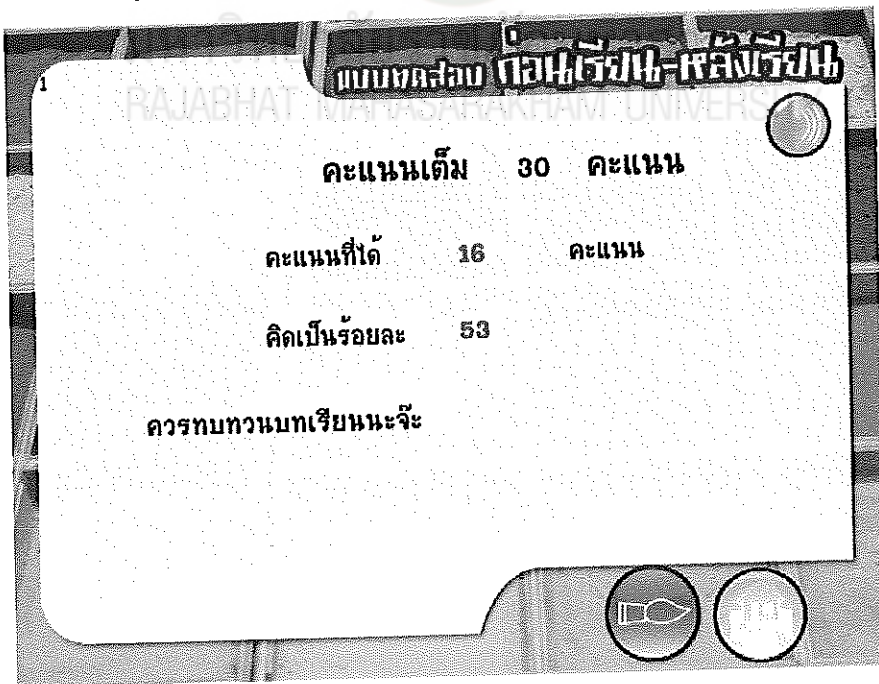 1
แบบทดสอบ ก่อนเรียน-หลังเรียน
RAJABHAT MAHASARAKHAM UNIVERSITY
คะแนนเต็ม 30 คะแนน
คะแนนที่ได้ 16 คะแนน
คิดเป็นร้อยละ 53
ควรทบทวนบทเรียนนะจ๊ะ